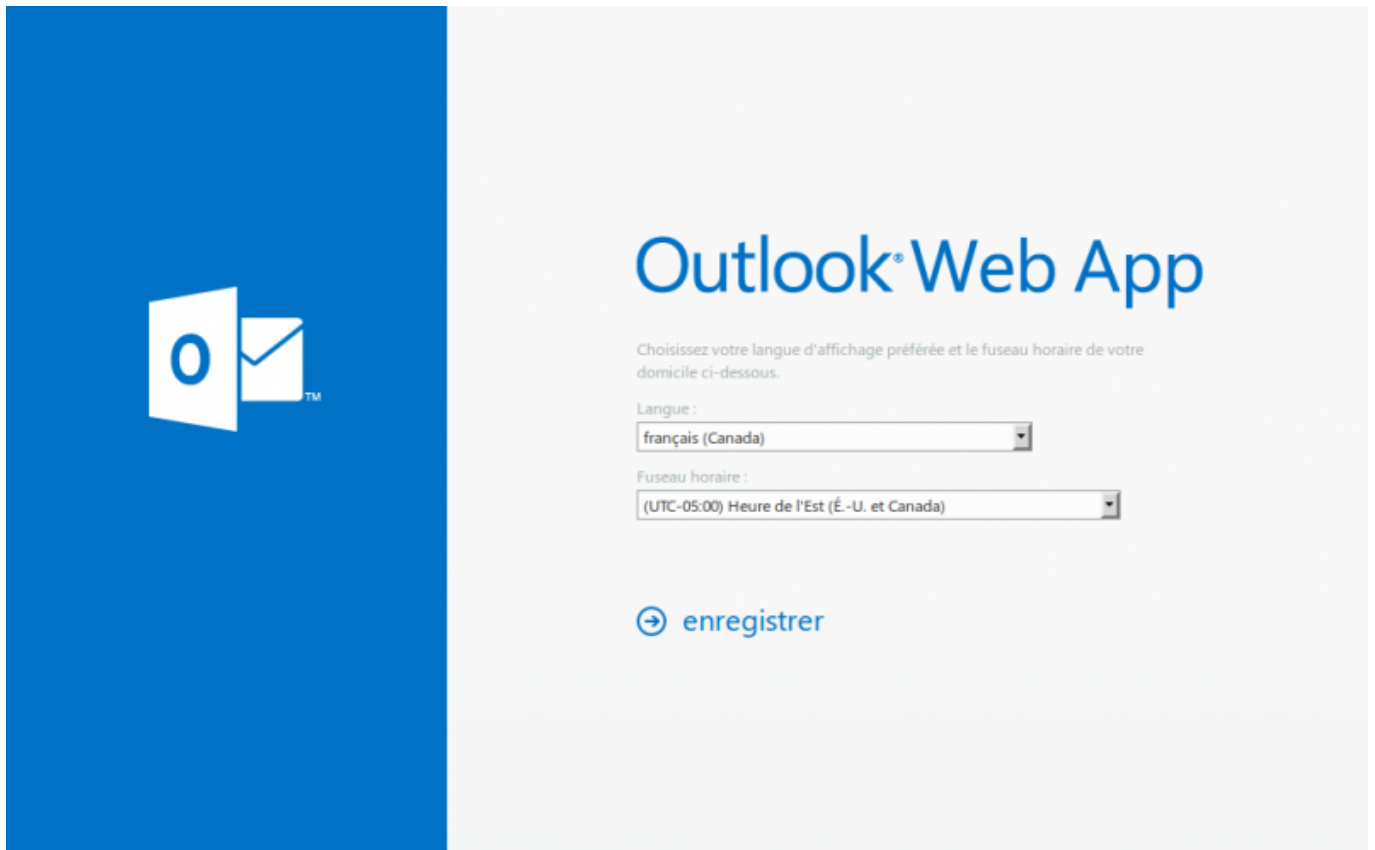 Outlook® Web App
Choisissez votre langue d'affichage préférée et le fuseau horaire de votre
domicile ci-dessous.
Langue :
français (Canada)
Fuseau horaire :
(UTC-05:00) Heure de l'Est (É.-U. et Canada)
O
TM
enregistrer